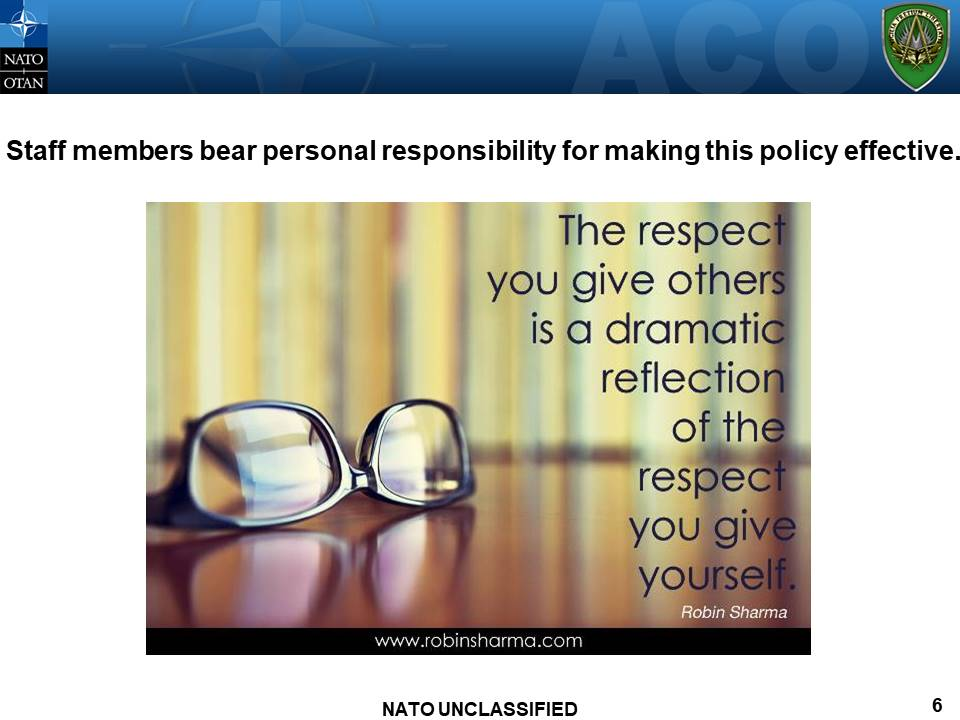 NATO
OTAN
ACO
Staff members bear personal responsibility for making this policy effective.
The respect
you give others
is a dramatic
reflection
of the
respect
you give
yourself.
Robin Sharma
www.robinsharma.com
NATO UNCLASSIFIED
6